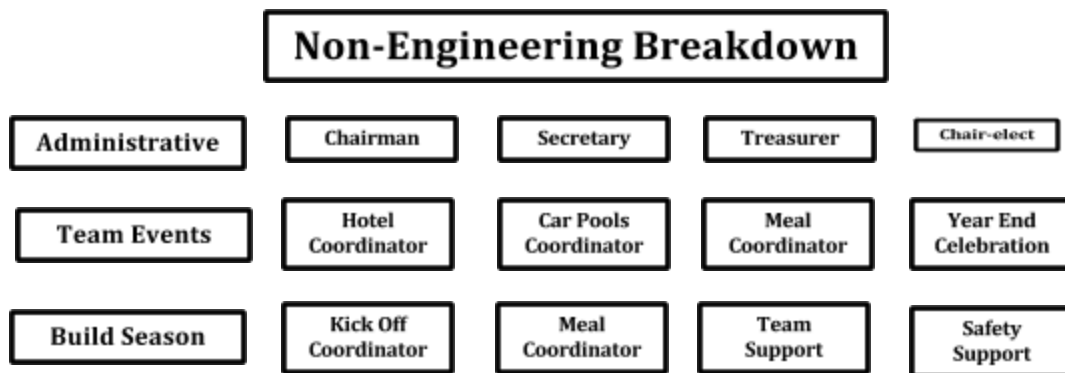 Non-Engineering Breakdown
Administrative
Chairman
Secretary
Treasurer
Chair-elect
Team Events
Hotel
Coordinator
Car Pools
Coordinator
Meal
Coordinator
Year End
Celebration
Build Season
Kick Off
Coordinator
Meal
Coordinator
Team
Support
Safety
Support